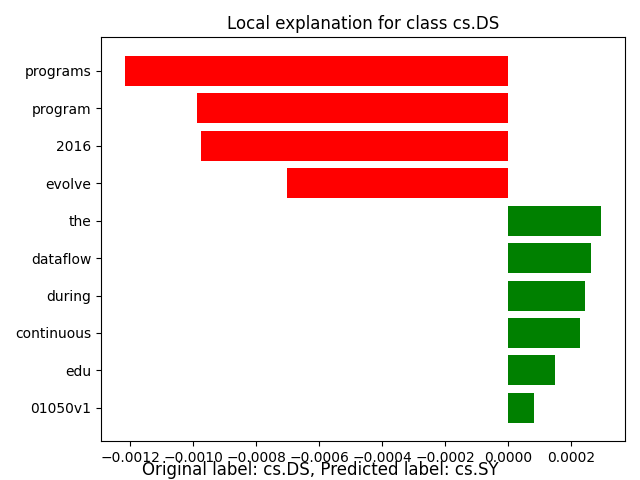 Local explanation for class cs.DS
programs
program
2016
evolve
the
dataflow
during
continuous
edu
01050v1
−0.0012 −0.0010 −0.0008 −0.0006 −0.0004 −0.0002 0.0000 0.0002
Original label: cs.DS, Predicted label: cs.SY